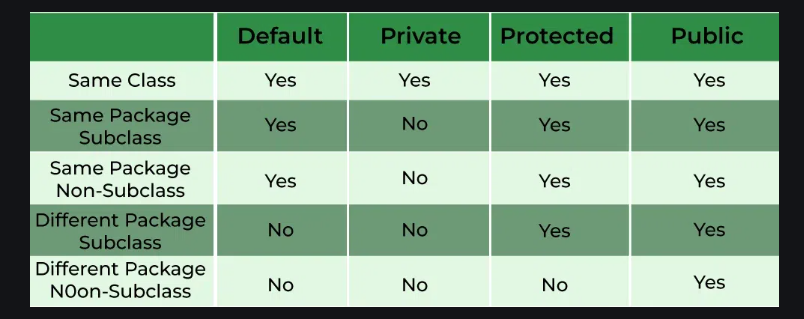 Default Private Protected Public
Same Class Yes Yes Yes Yes
Same Package
Subclass Yes No Yes Yes
Same Package
Non-Subclass Yes No Yes Yes
Different Package
Subclass No No Yes Yes
Different Package
N0on-Subclass No No No Yes